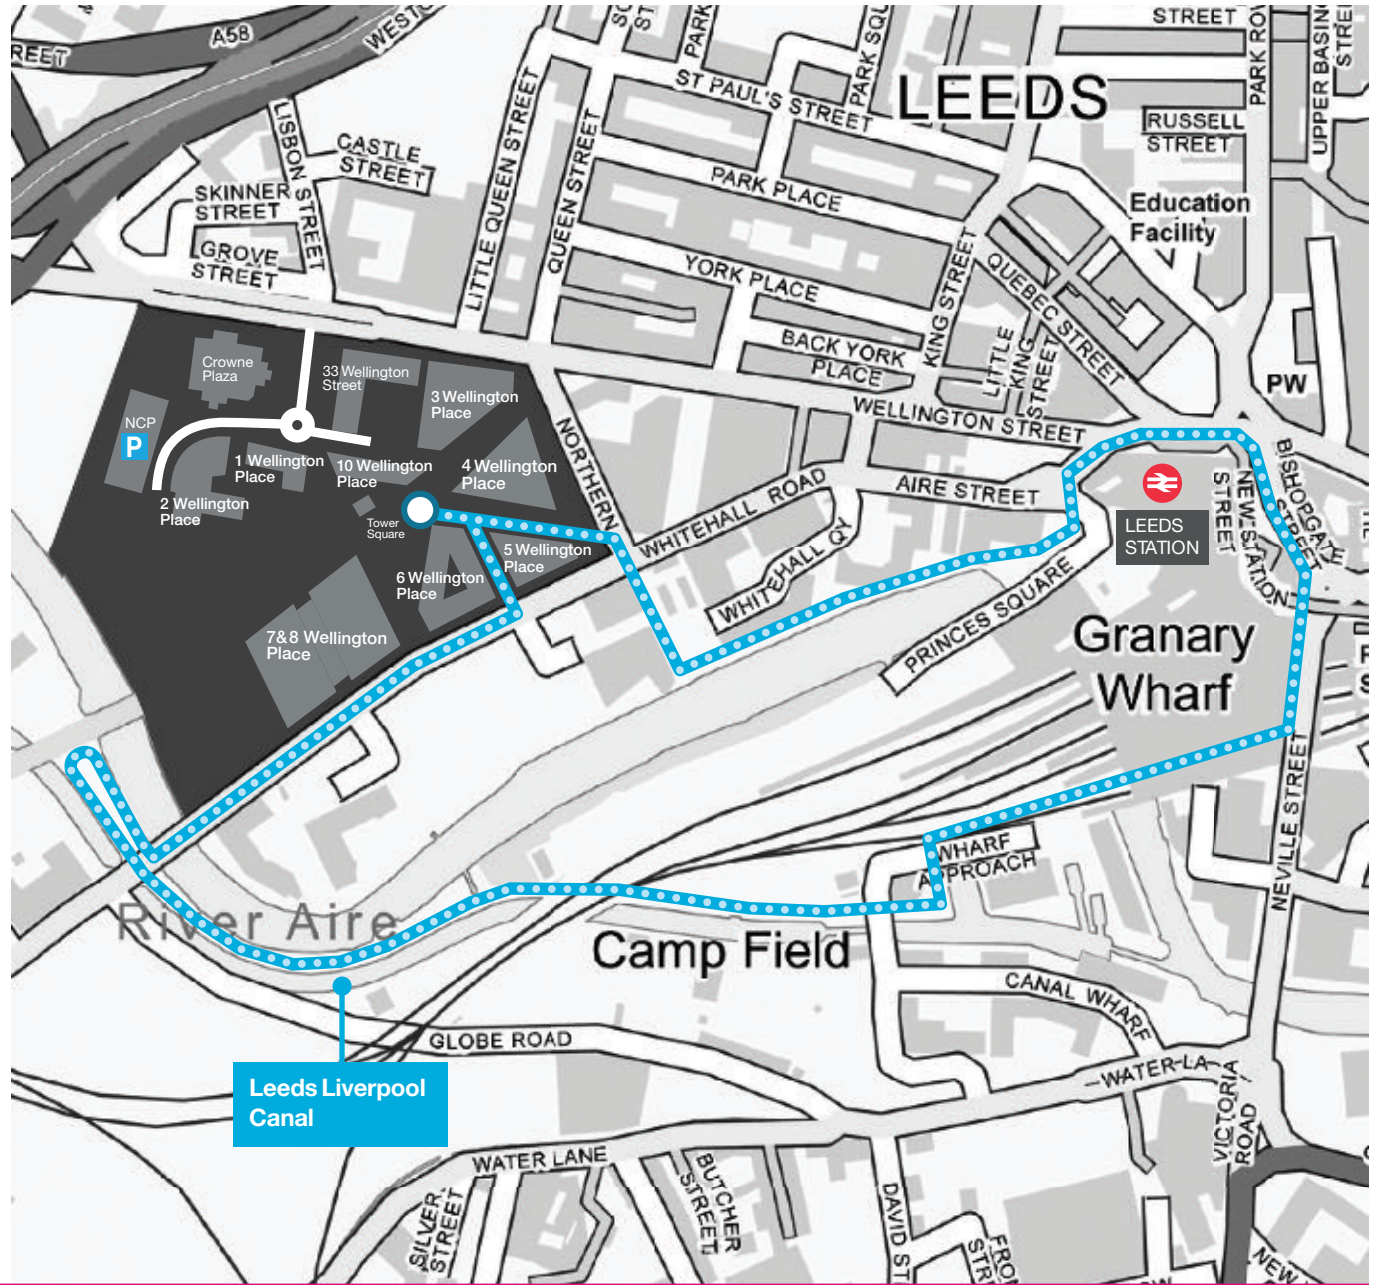 A58
LEEDS
STREET
ST PAUL'S STREET
PARK
PARK ROW
RUSSELL
STREET
LISBON STREET
CASTLE
STREET
SKINNER
STREET
GROVE
STREET
LITTLE QUEEN STREET
QUEEN STREET
PARK PLACE
YORK PLACE
BACK YORK
PLACE
KING STREET
QUEBEC STREET
LITTLE
KING
STREET
Education
Facility
PW
WELLINGTON STREET
AIRE STREET
WHITEHALL ROAD
WHITEHALL QY
NORTHERN
PRINCES SQUARE
NEW STATION
STREET
BISHOPGATE
STREET
LEEDS
STATION
Granary
Wharf
NEVILLE STREET
Crowne
Plaza
33 Wellington
Street
3 Wellington
Place
NCP
P
1 Wellington
Place
10 Wellington
Place
4 Wellington
Place
2 Wellington
Place
Tower
Square
5 Wellington
Place
6 Wellington
Place
7&8 Wellington
Place
WHARF
APPROACH
River Aire
Camp Field
CANAL WHARF
GLOBE ROAD
WATER LA
VICTORIA
ROAD
Leeds Liverpool
Canal
WATER LANE
SILVER
STREET
BUTCHER
STREET
DAVID ST